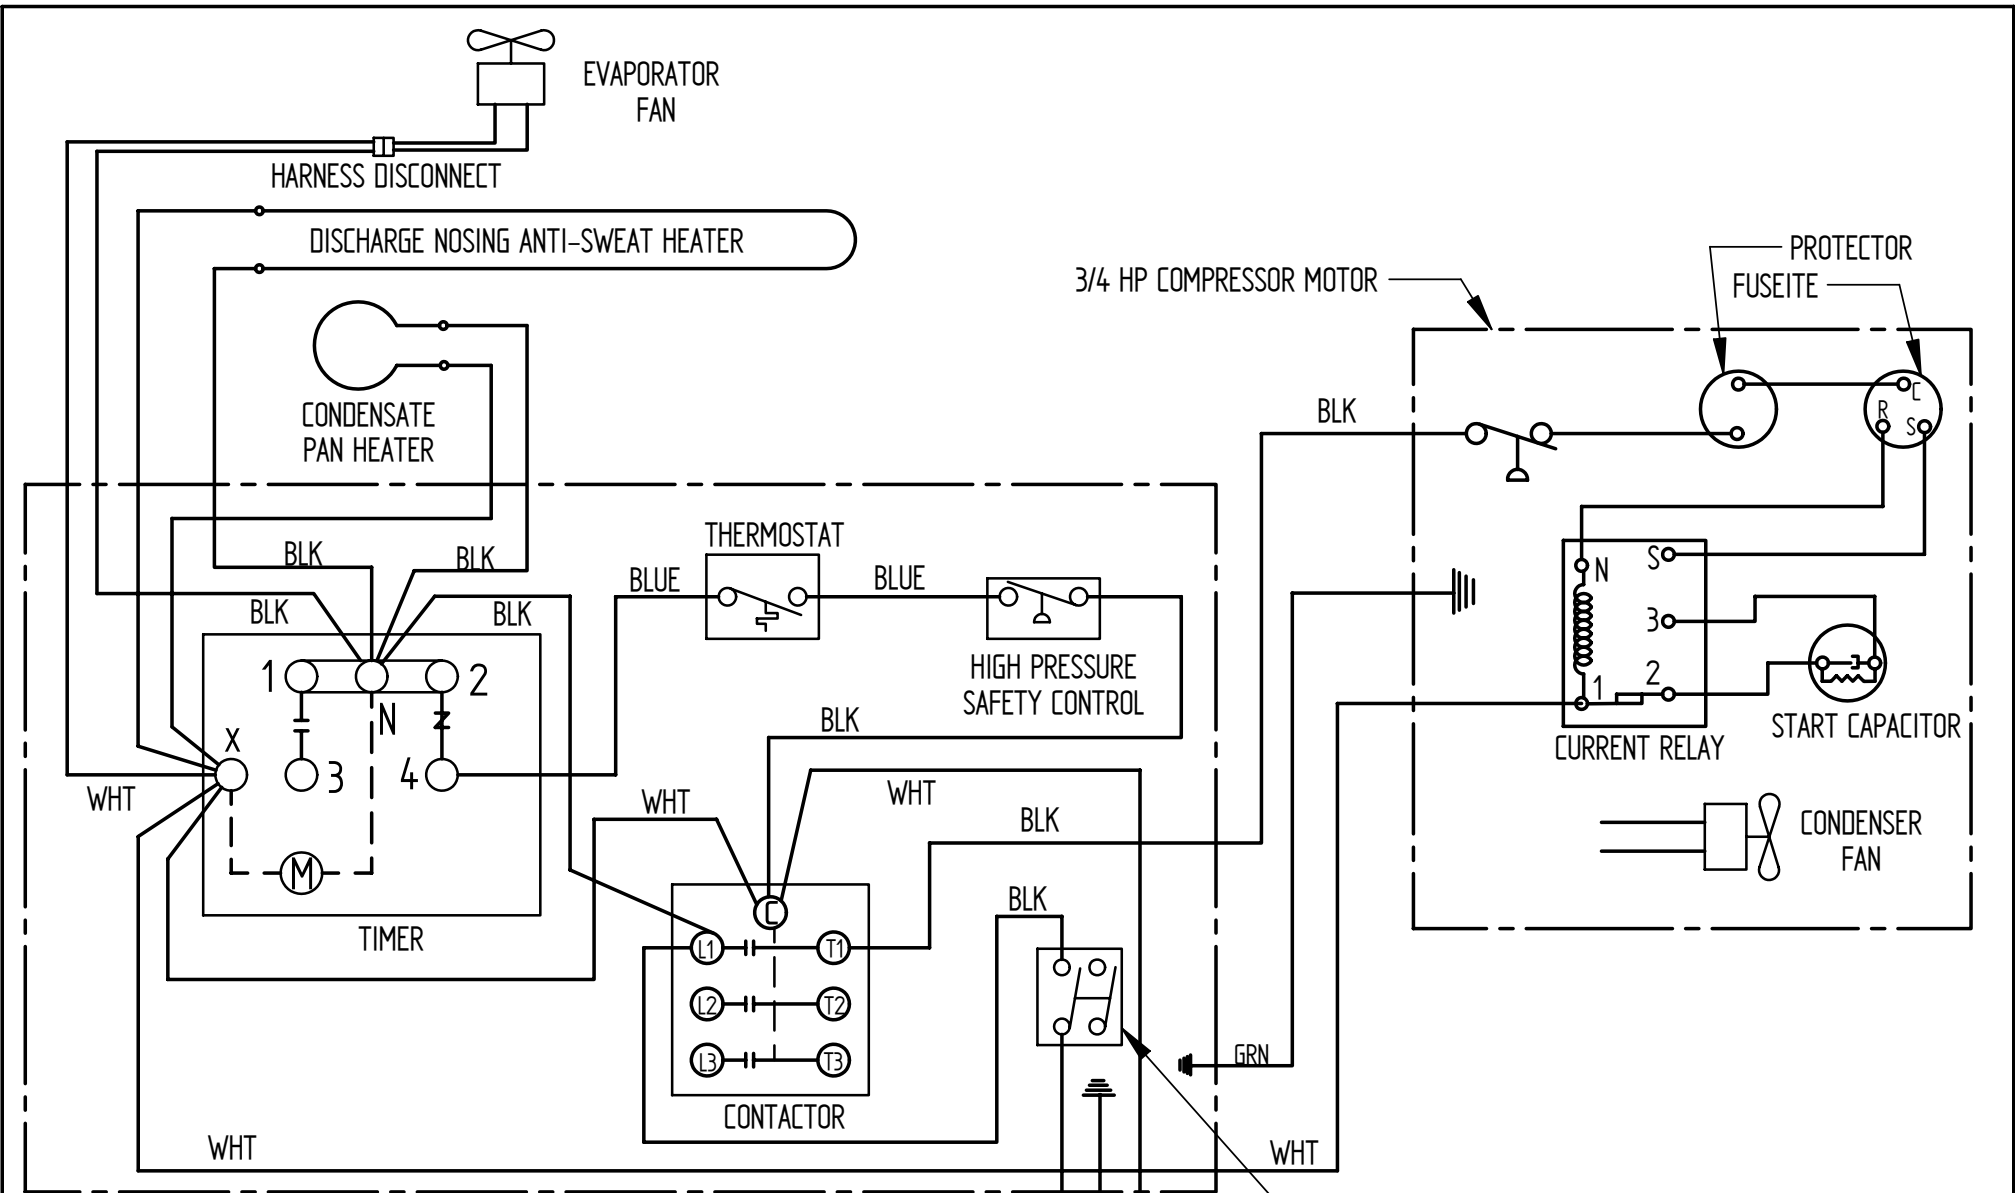 EVAPORATOR
FAN
HARNESS DISCONNECT
DISCHARGE NOSING ANTI-SWEAT HEATER
PROTECTOR
FUSEITE
3/4 HP COMPRESSOR MOTOR
CONDENSATE
PAN HEATER
BLK
C
R
S
THERMOSTAT
BLK
BLK
BLUE
BLUE
BLK
BLK
N
S
3
2
1
HIGH PRESSURE
SAFETY CONTROL
1
2
N
X
3
4
BLK
START CAPACITOR
CURRENT RELAY
WHT
WHT
WHT
BLK
CONDENSER
FAN
M
TIMER
BLK
C
L1
T1
L2
T2
L3
T3
GRN
CONTACTOR
WHT
WHT